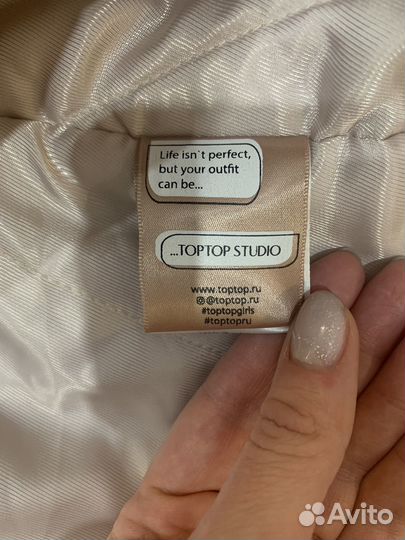 Life isn't perfect,
but your outfit
can be...
...TOPTOP STUDIO
www.toptop.ru
@toptop.ru
#toptopgirls
#toptopru
Avito